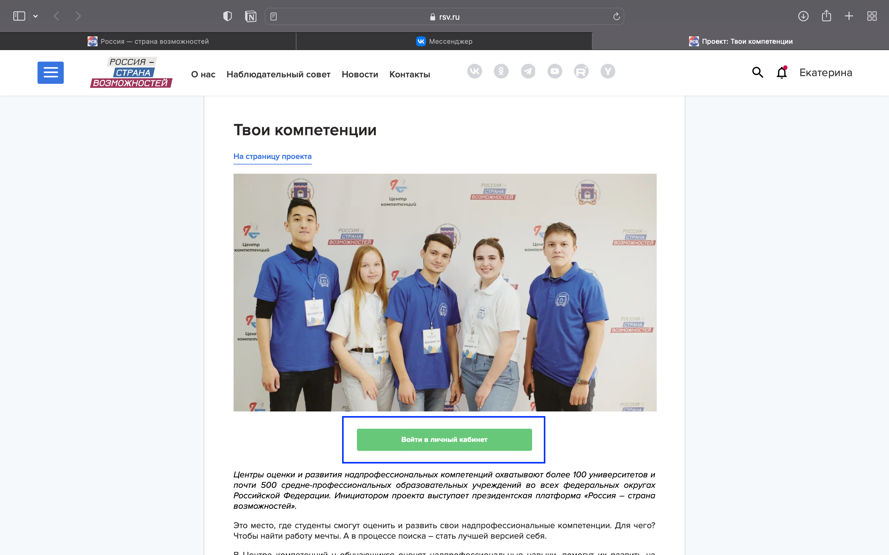 rsv.ru
Россия — страна возможностей
Мессенджер
Проект: Твои компетенции
РОССИЯ –
СТРАНА
ВОЗМОЖНОСТЕЙ
О нас
Наблюдательный совет
Новости
Контакты
Екатерина
Твои компетенции
На страницу проекта
Центр
компетенций
РОССИЯ –
СТРАНА
ВОЗМОЖНОСТЕЙ
Войти в личный кабинет
Центры оценки и развития надпрофессиональных компетенций охватывают более 100 университетов и
почти 500 средне-профессиональных образовательных учреждений во всех федеральных округах
Российской Федерации. Инициатором проекта выступает президентская платформа «Россия – страна
возможностей».
Это место, где студенты смогут оценить и развить свои надпрофессиональные компетенции. Для чего?
Чтобы найти работу мечты. А в процессе поиска – стать лучшей версией себя.
В Центре компетенций у обучающихся оценят надпрофессиональные навыки, помогут их развить на